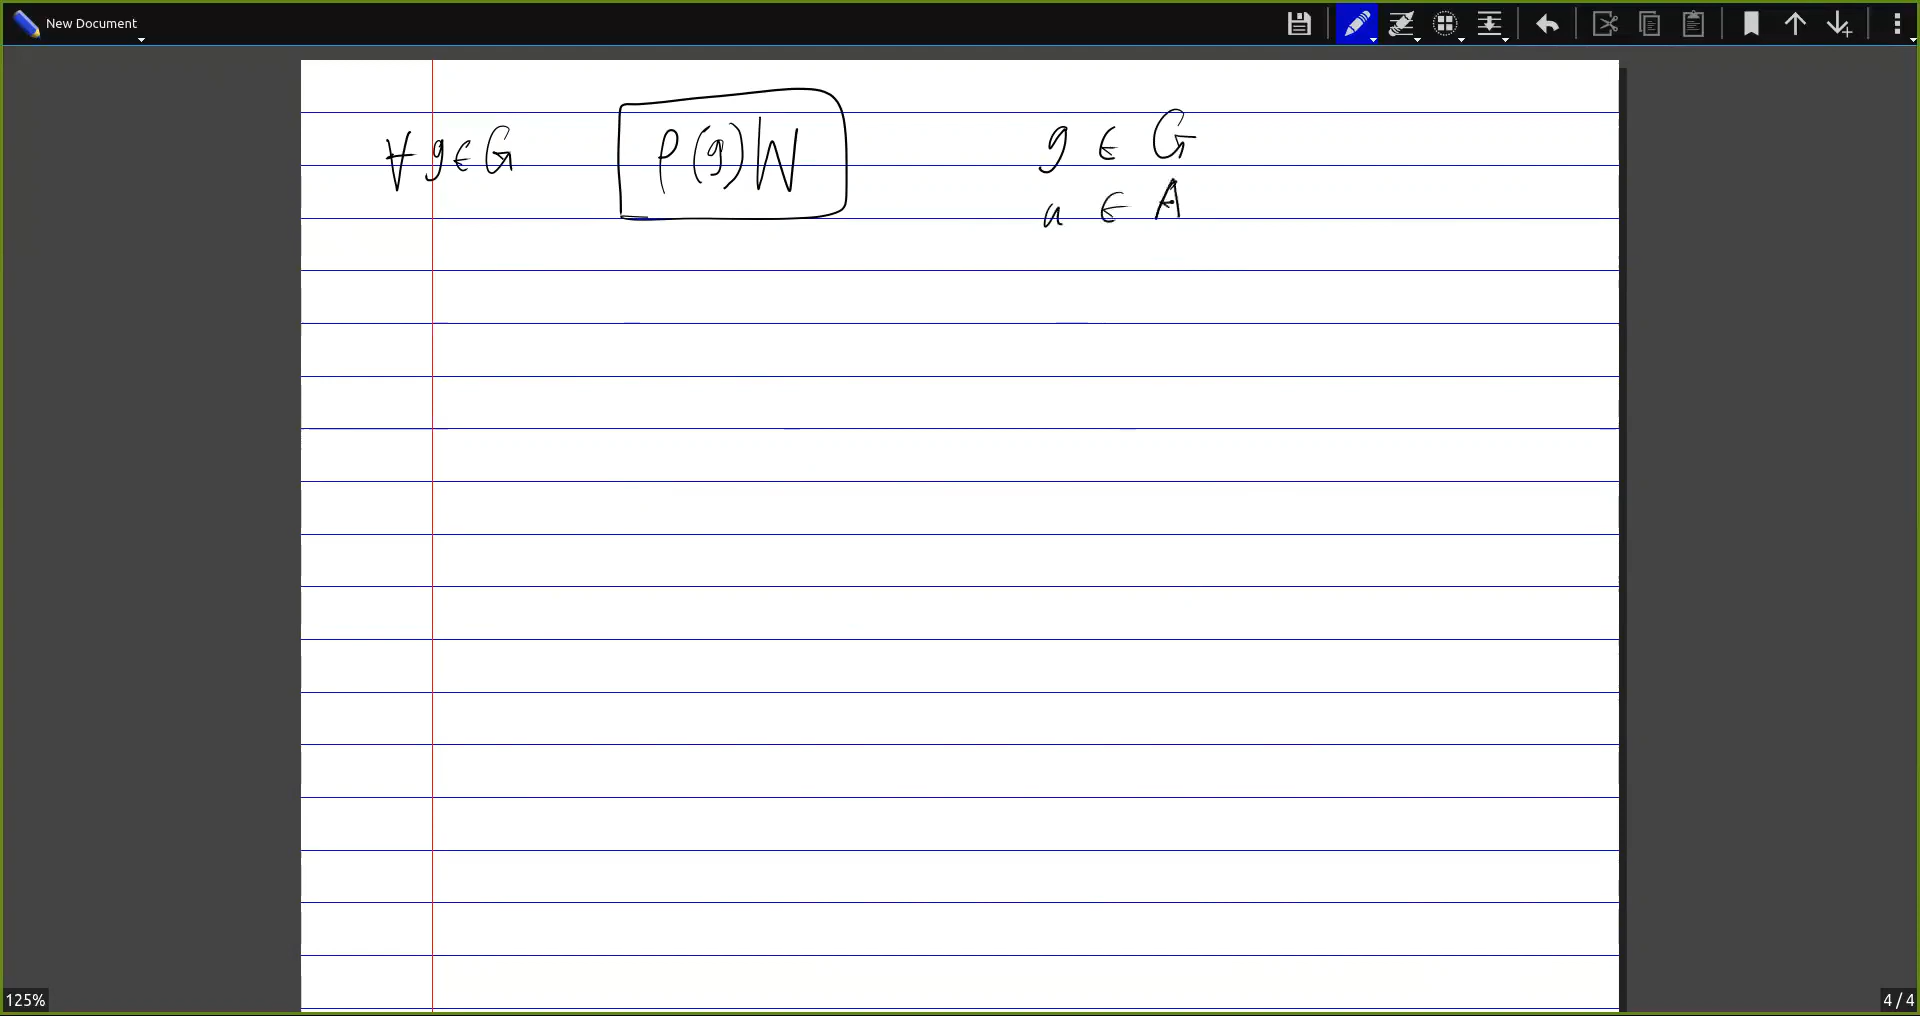 New Document
∀ g ∈ G ρ(g)W g ∈ G
a ∈ A
125%
4 / 4